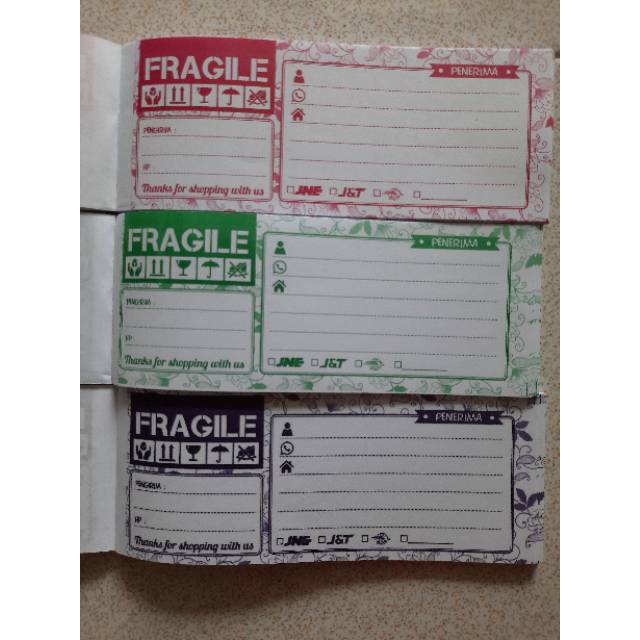 FRAGILE
PENERIMA
PENGIRIM :
HP :
Thanks for shopping with us
JNE J&T
FRAGILE
PENERIMA
PENGIRIM :
HP :
Thanks for shopping with us
JNE J&T
FRAGILE
PENERIMA
PENGIRIM :
HP :
Thanks for shopping with us
JNE J&T